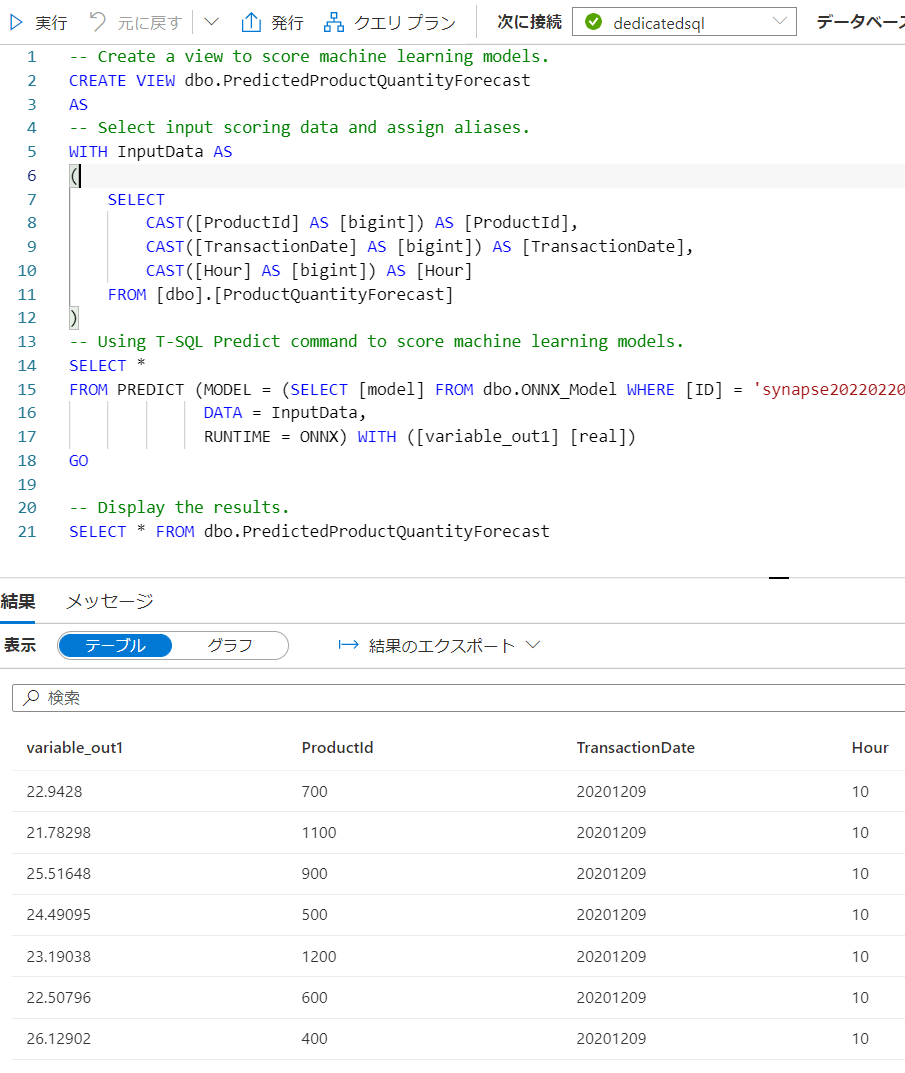 実行 元に戻す 発行 クエリ プラン 次に接続 dedicatedsql データベース
1 -- Create a view to score machine learning models.
2 CREATE VIEW dbo.PredictedProductQuantityForecast
3 AS
4 -- Select input scoring data and assign aliases.
5 WITH InputData AS
6 (
7 SELECT
8 CAST([ProductId] AS [bigint]) AS [ProductId],
9 CAST([TransactionDate] AS [bigint]) AS [TransactionDate],
10 CAST([Hour] AS [bigint]) AS [Hour]
11 FROM [dbo].[ProductQuantityForecast]
12 )
13 -- Using T-SQL Predict command to score machine learning models.
14 SELECT *
15 FROM PREDICT (MODEL = (SELECT [model] FROM dbo.ONNX_Model WHERE [ID] = 'synapse20220220
16 DATA = InputData,
17 RUNTIME = ONNX) WITH ([variable_out1] [real])
18 GO
19
20 -- Display the results.
21 SELECT * FROM dbo.PredictedProductQuantityForecast
結果 メッセージ
表示 テーブル グラフ 結果のエクスポート
検索
variable_out1 ProductId TransactionDate Hour
22.9428 700 20201209 10
21.78298 1100 20201209 10
25.51648 900 20201209 10
24.49095 500 20201209 10
23.19038 1200 20201209 10
22.50796 600 20201209 10
26.12902 400 20201209 10